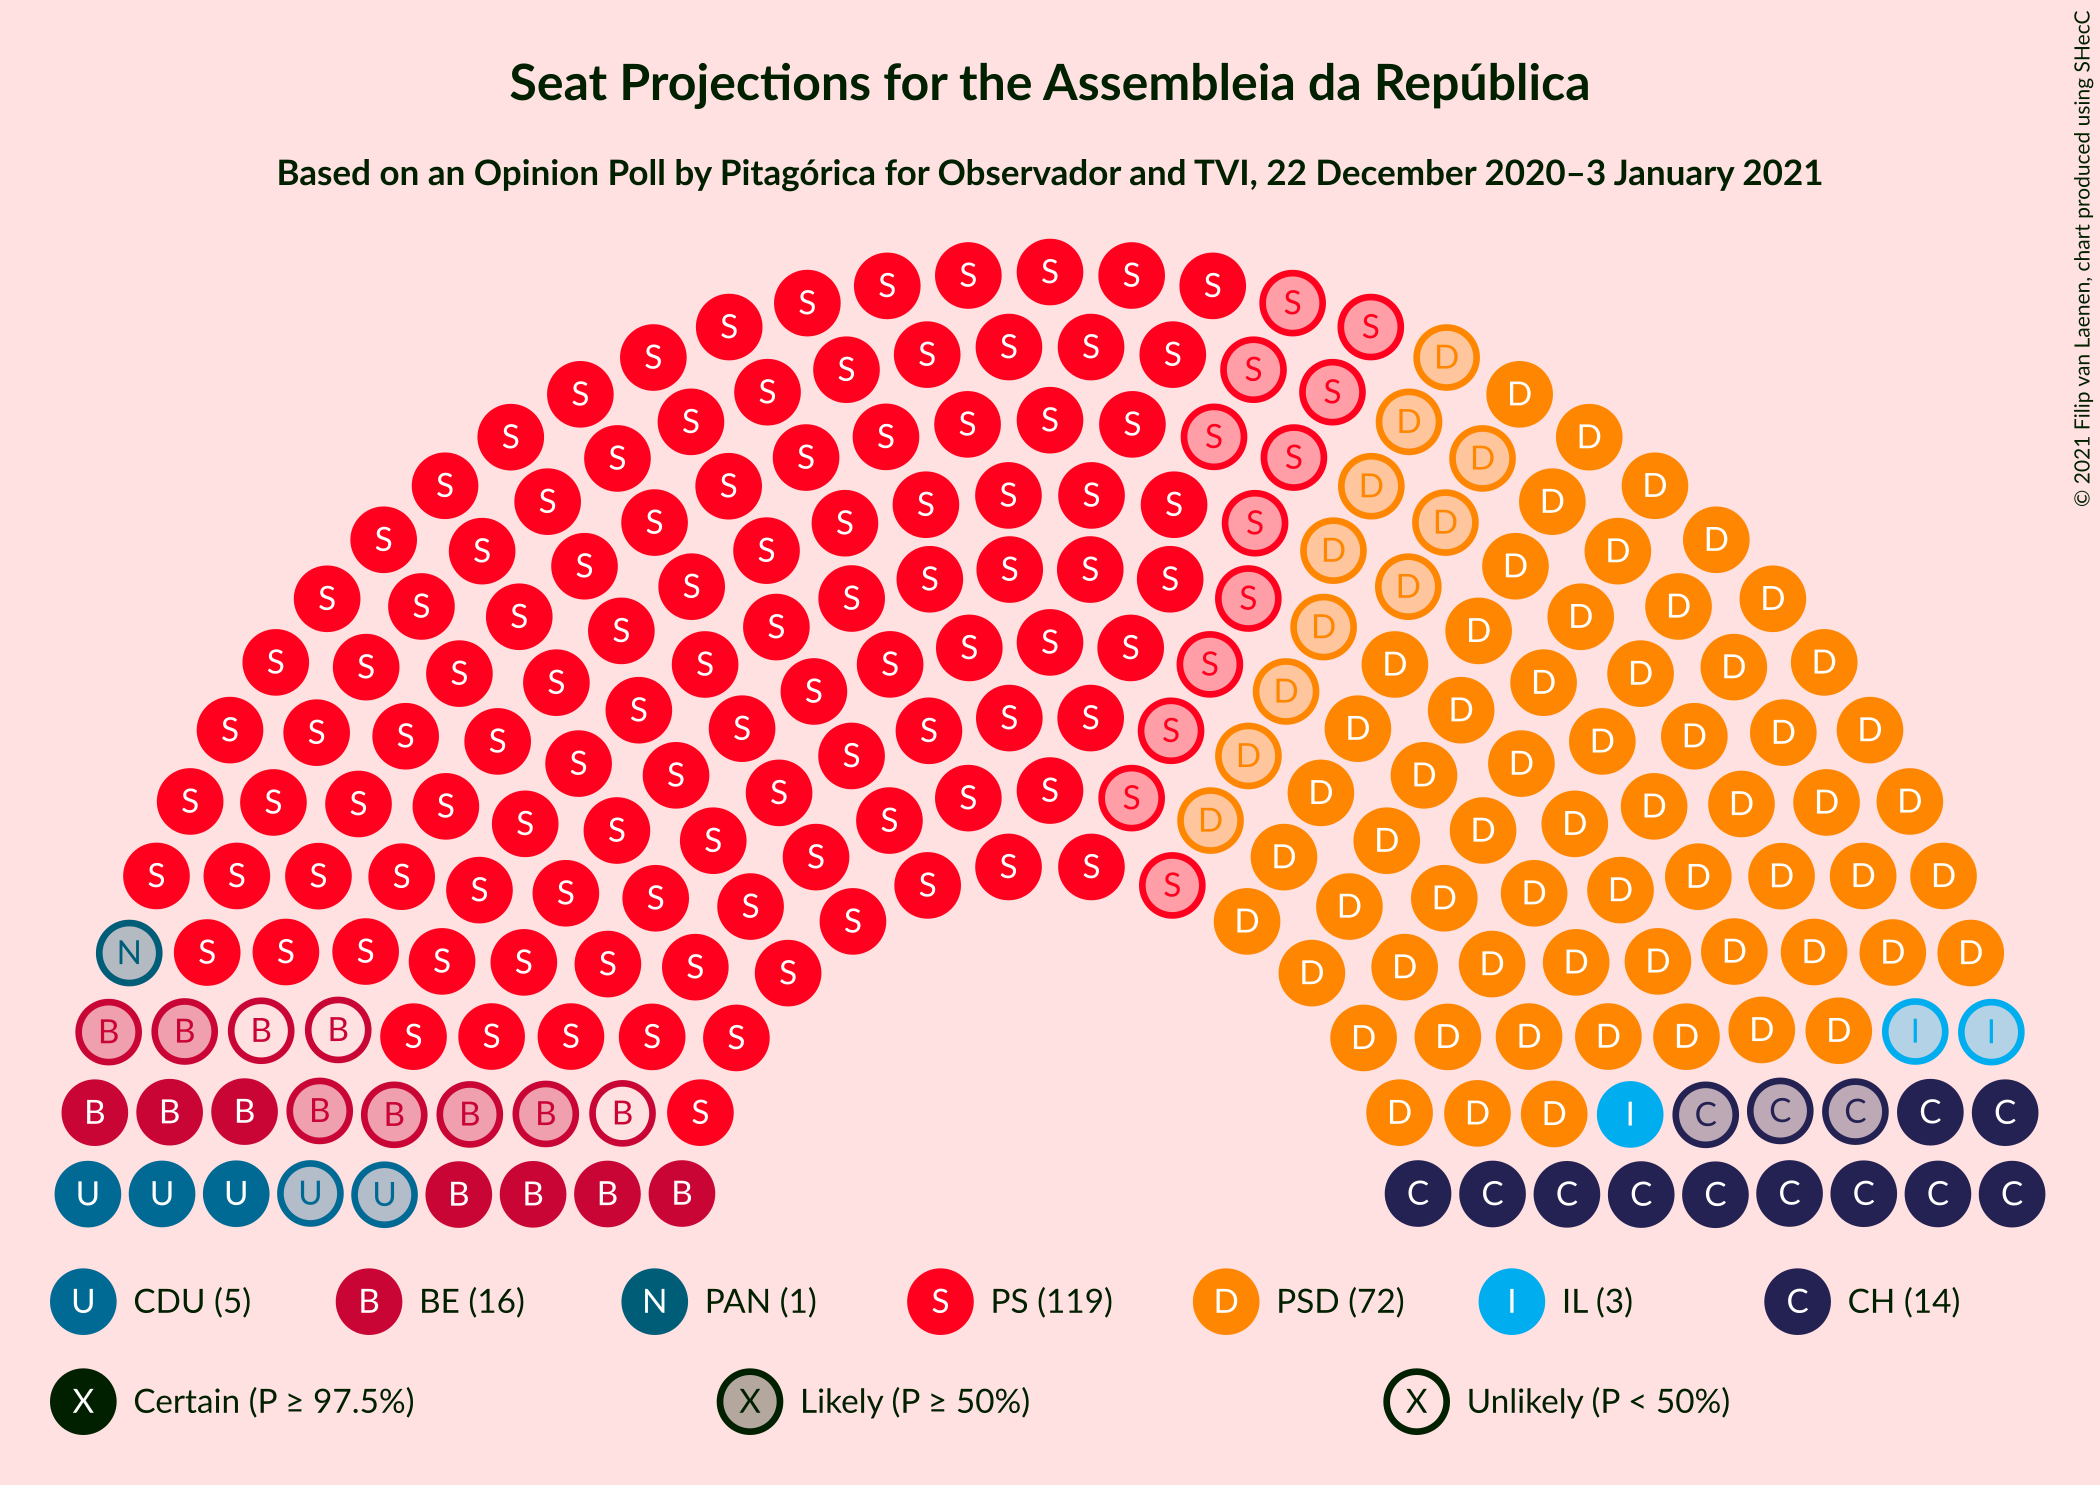 Seat Projections for the Assembleia da República
Based on an Opinion Poll by Pitagórica for Observador and TVI, 22 December 2020–3 January 2021
© 2021 Filip van Laenen, chart produced using SHecC
S S S S S S S S S S S S S S S S S S S S S S S S S S S S S S S S S S S S S S S S S S S S S S S S S S S S S S S S S S S S S S S S S S S S S S S S S S S S S S S S S S S S S S S S S S S S S S S S S S S S S S S S S S S S S S S S S S S S S S S
D D D D D D D D D D D D D D D D D D D D D D D D D D D D D D D D D D D D D D D D D D D D D D D D D D D D D D D D D D D D D D D D D D D D D D D D
N
B B B B I I
B B B B B B B B I C C C C C
U U U U U B B B B C C C C C C C C C
U CDU (5) B BE (16) N PAN (1) S PS (119) D PSD (72) I IL (3) C CH (14)
X Certain (P ≥ 97.5%) X Likely (P ≥ 50%) X Unlikely (P < 50%)